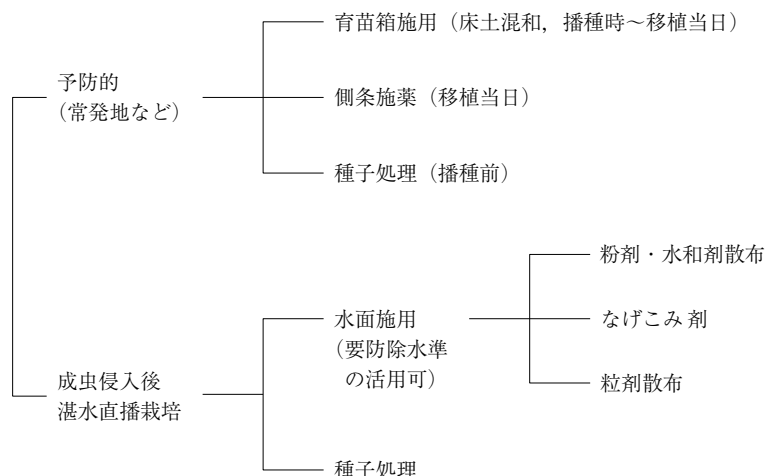 育苗箱施用（床土混和，播種時～移植当日）
予防的
（常発地など）
側条施薬（移植当日）
種子処理（播種前）
粉剤・水和剤散布
水面施用
（要防除水準
の活用可）
なげこみ 剤
成虫侵入後
湛水直播栽培
粒剤散布
種子処理